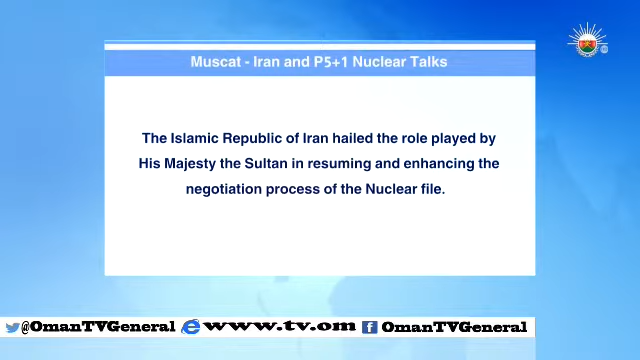 Muscat - Iran and P5+1 Nuclear Talks
The Islamic Republic of Iran hailed the role played by
His Majesty the Sultan in resuming and enhancing the
negotiation process of the Nuclear file.
@OmanTVGeneral www.tv.om OmanTVGeneral